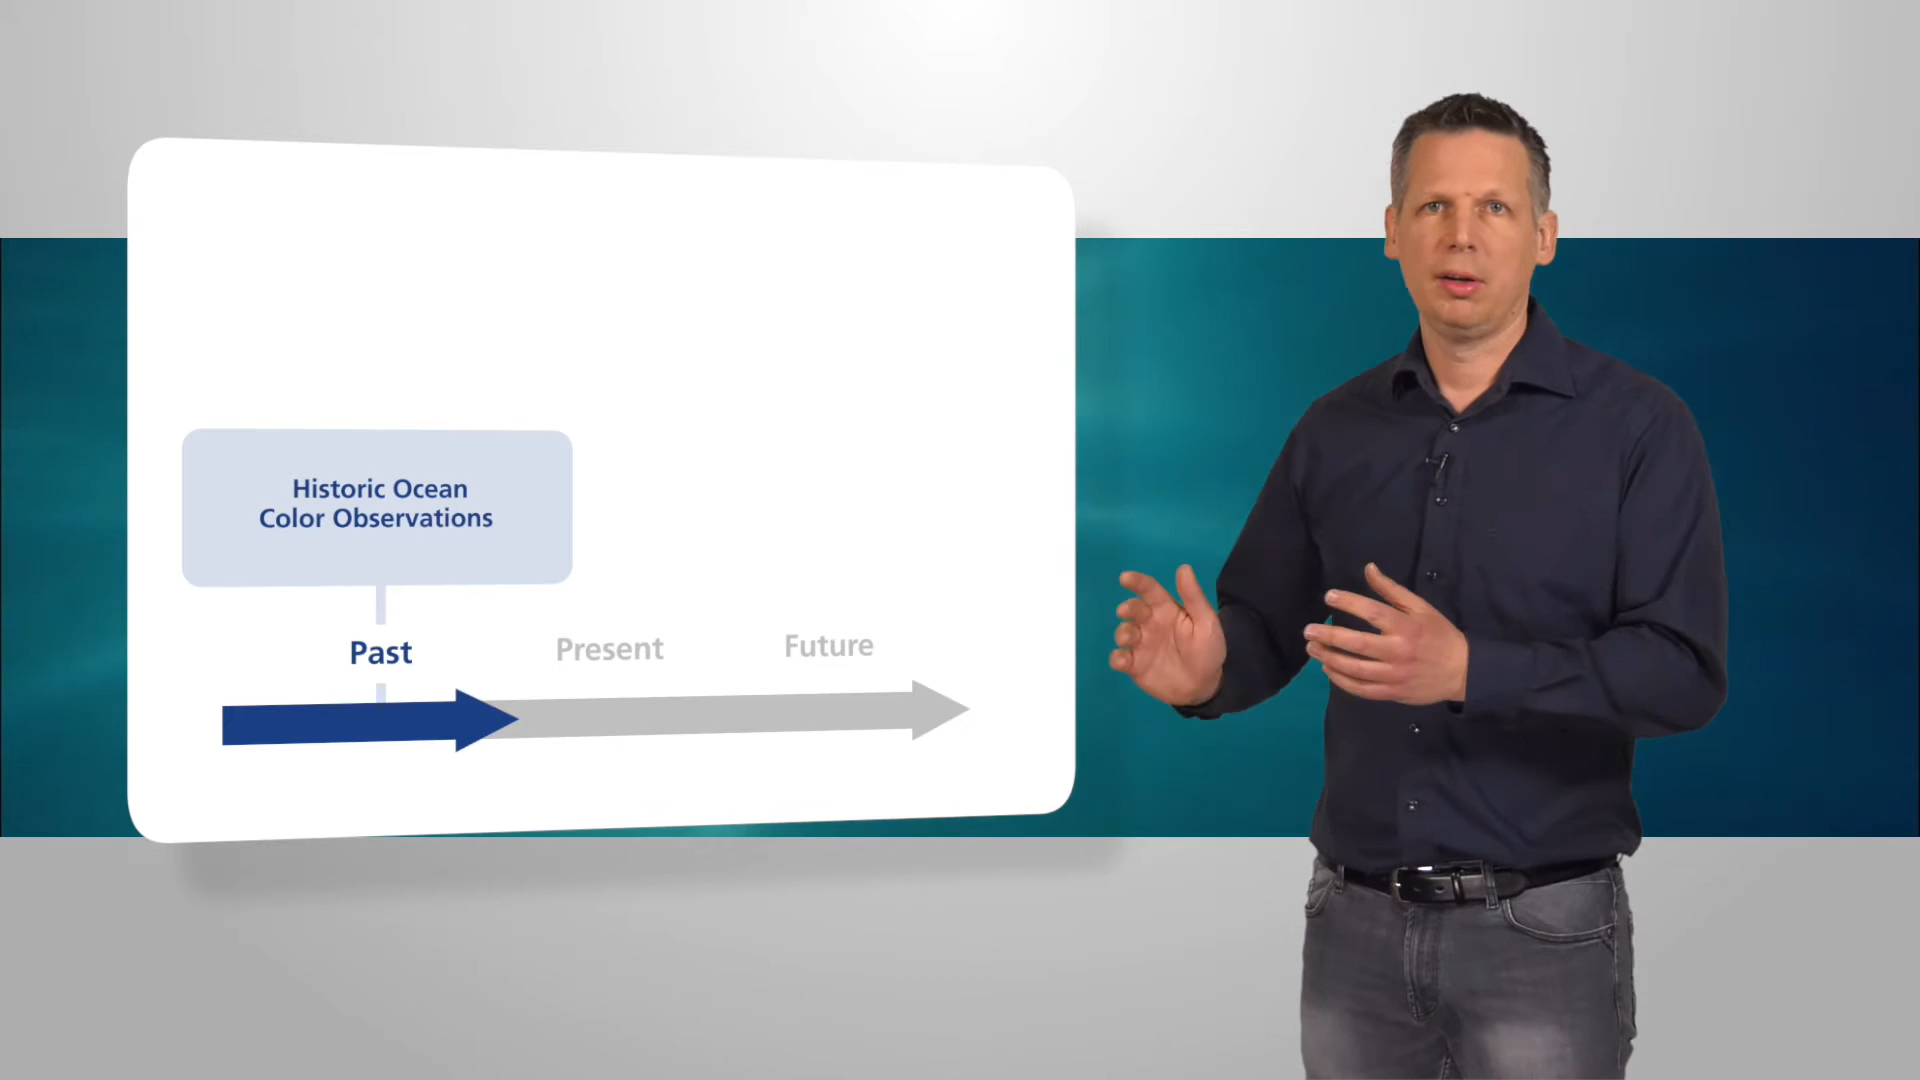 Historic Ocean
Color Observations
Past
Present
Future